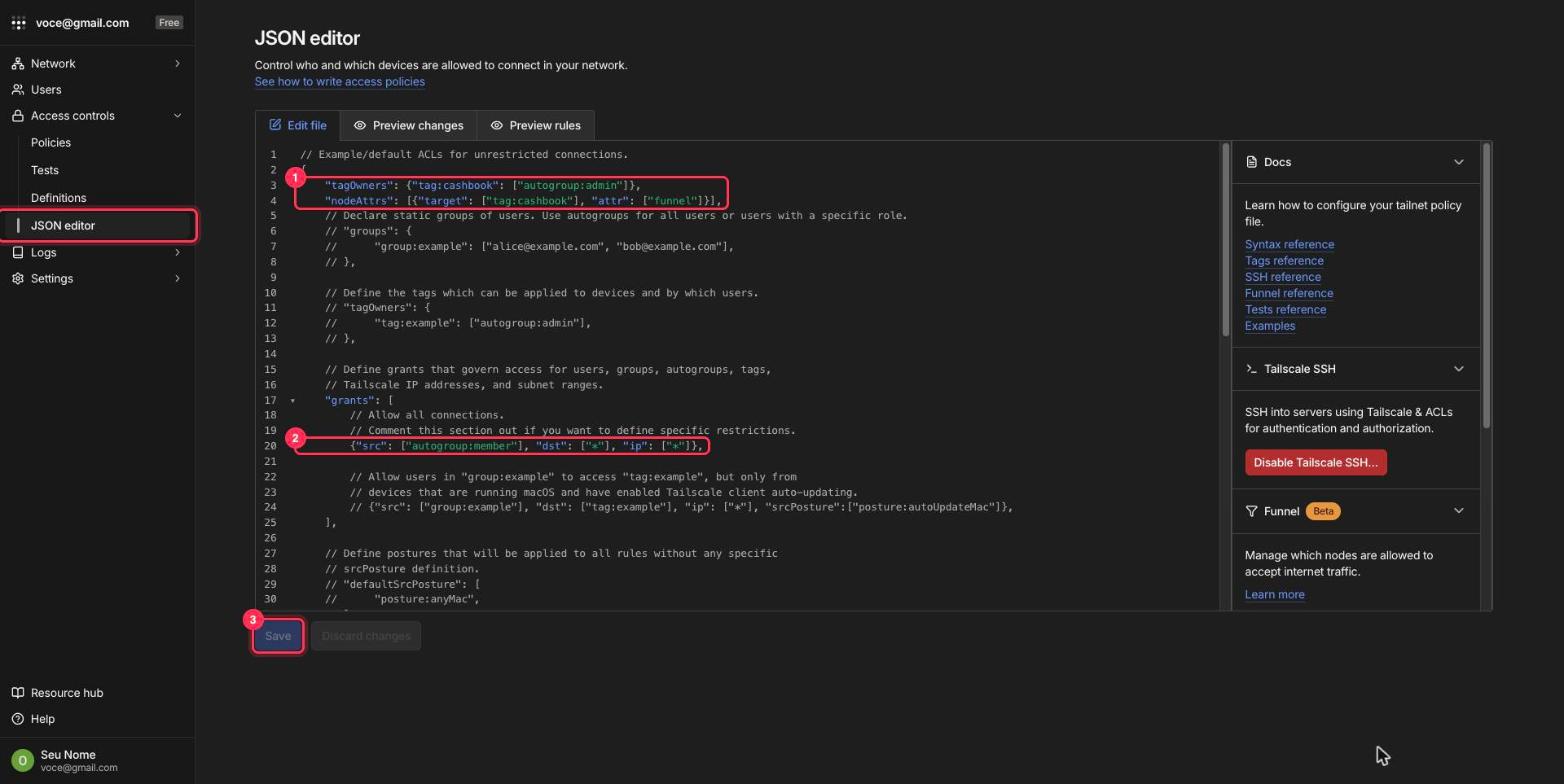 voce@gmail.com Free
Network
Users
Access controls
Policies
Tests
Definitions
JSON editor
Logs
Settings
Resource hub
Help
O
Seu Nome
voce@gmail.com
JSON editor
Control who and which devices are allowed to connect in your network.
See how to write access policies
Edit file Preview changes Preview rules
1 // Example/default ACLs for unrestricted connections.
2 {
1
3 "tagOwners": {"tag:cashbook": ["autogroup:admin"]},
4 "nodeAttrs": [{"target": ["tag:cashbook"], "attr": ["funnel"]}],
5 // Declare static groups of users. Use autogroups for all users or users with a specific role.
6 // "groups": {
7 // "group:example": ["alice@example.com", "bob@example.com"],
8 // },
9
10 // Define the tags which can be applied to devices and by which users.
11 // "tagOwners": {
12 // "tag:example": ["autogroup:admin"],
13 // },
14
15 // Define grants that govern access for users, groups, autogroups, tags,
16 // Tailscale IP addresses, and subnet ranges.
17 "grants": [
18 // Allow all connections.
19 // Comment this section out if you want to define specific restrictions.
2
20 {"src": ["autogroup:member"], "dst": ["*"], "ip": ["*"]},
21
22 // Allow users in "group:example" to access "tag:example", but only from
23 // devices that are running macOS and have enabled Tailscale client auto-updating.
24 // {"src": ["group:example"], "dst": ["tag:example"], "ip": ["*"], "srcPosture":["posture:autoUpdateMac"]},
25 ],
26
27 // Define postures that will be applied to all rules without any specific
28 // srcPosture definition.
29 // "defaultSrcPosture": [
30 // "posture:anyMac",
3
Save Discard changes
Docs
Learn how to configure your tailnet policy
file.
Syntax reference
Tags reference
SSH reference
Funnel reference
Tests reference
Examples
Tailscale SSH
SSH into servers using Tailscale & ACLs
for authentication and authorization.
Disable Tailscale SSH...
Funnel Beta
Manage which nodes are allowed to
accept internet traffic.
Learn more